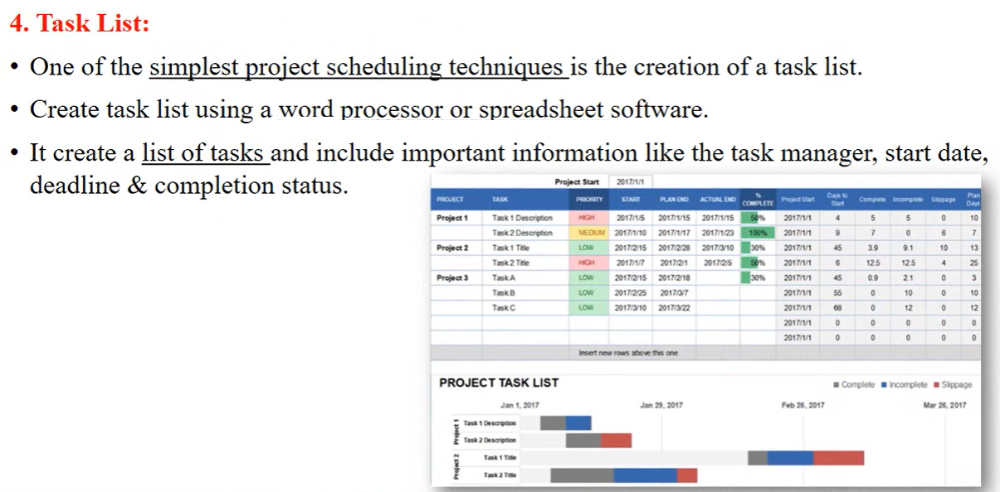 4. Task List:
• One of the simplest project scheduling techniques is the creation of a task list.
• Create task list using a word processor or spreadsheet software.
• It create a list of tasks and include important information like the task manager, start date,
deadline & completion status.
Project Start 2017/1/1
PROJECT TASK PRIORITY START PLAN END ACTUAL END % COMPLETE Project Start Days to Start Complete Incomplete Slippage Plan Days
Project 1 Task 1 Description HIGH 2017/1/5 2017/1/15 2017/1/15 50% 2017/1/1 4 5 5 0 10
Task 2 Description MEDIUM 2017/1/10 2017/1/17 2017/1/23 100% 2017/1/1 9 7 0 6 7
Project 2 Task 1 Title LOW 2017/2/15 2017/2/28 2017/3/10 30% 2017/1/1 45 3.9 9.1 10 13
Task 2 Title HIGH 2017/1/7 2017/2/1 2017/2/5 50% 2017/1/1 6 12.5 12.5 4 25
Project 3 Task A LOW 2017/2/15 2017/2/18 30% 2017/1/1 45 0.9 2.1 0 3
Task B LOW 2017/2/25 2017/3/7 2017/1/1 55 0 10 0 10
Task C LOW 2017/3/10 2017/3/22 2017/1/1 68 0 12 0 12
2017/1/1 0 0 0 0 0
2017/1/1 0 0 0 0 0
Insert new rows above this one
PROJECT TASK LIST
Complete Incomplete Slippage
Jan 1, 2017 Jan 29, 2017 Feb 26, 2017 Mar 26, 2017
Project 1
Task 1 Description
Task 2 Description
Project 2
Task 1 Title
Task 2 Title